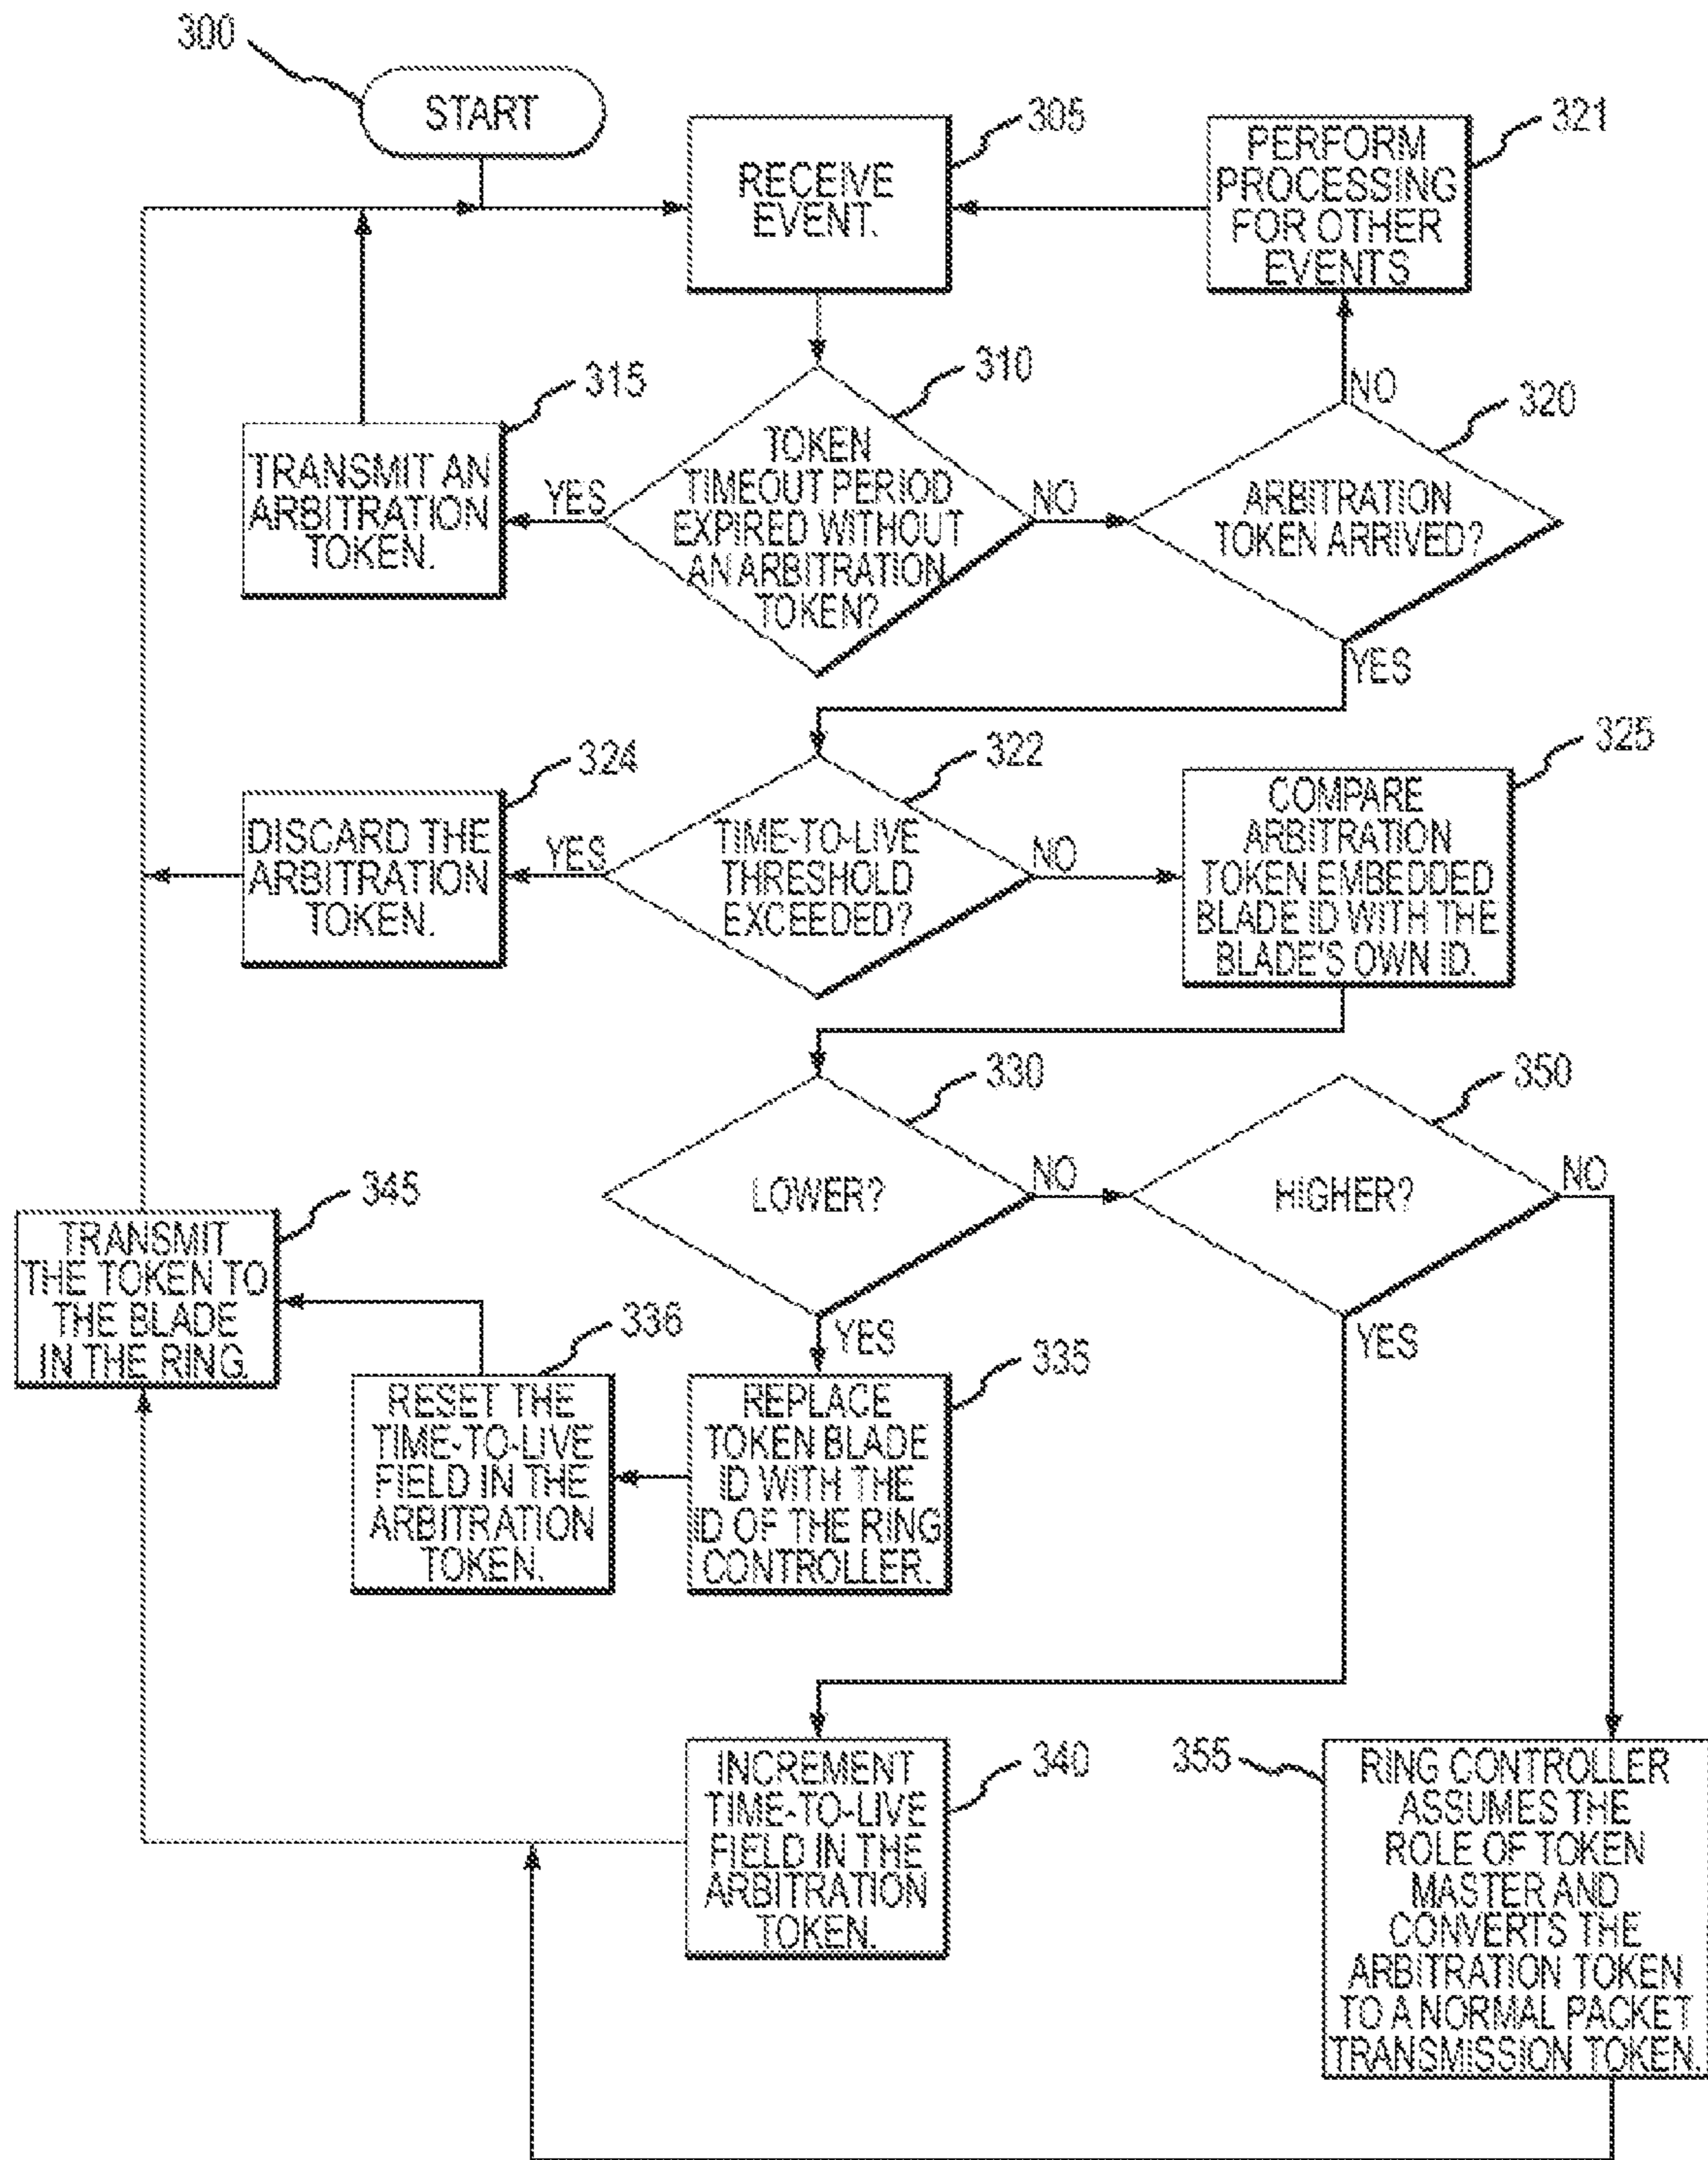 300
START
305
RECEIVE
EVENT.
321
PERFORM
PROCESSING
FOR OTHER
EVENTS
310
TOKEN
TIMEOUT PERIOD
EXPIRED WITHOUT
AN ARBITRATION
TOKEN?
YES
NO
315
TRANSMIT AN
ARBITRATION
TOKEN.
320
ARBITRATION
TOKEN ARRIVED?
NO
YES
322
TIME-TO-LIVE
THRESHOLD
EXCEEDED?
YES
NO
324
DISCARD THE
ARBITRATION
TOKEN.
325
COMPARE
ARBITRATION
TOKEN EMBEDDED
BLADE ID WITH THE
BLADE'S OWN ID.
330
LOWER?
NO
YES
350
HIGHER?
NO
YES
345
TRANSMIT
THE TOKEN TO
THE BLADE
IN THE RING.
336
RESET THE
TIME-TO-LIVE
FIELD IN THE
ARBITRATION
TOKEN.
335
REPLACE
TOKEN BLADE
ID WITH THE
ID OF THE RING
CONTROLLER.
340
INCREMENT
TIME-TO-LIVE
FIELD IN THE
ARBITRATION
TOKEN.
355
RING CONTROLLER
ASSUMES THE
ROLE OF TOKEN
MASTER AND
CONVERTS THE
ARBITRATION TOKEN
TO A NORMAL PACKET
TRANSMISSION TOKEN.